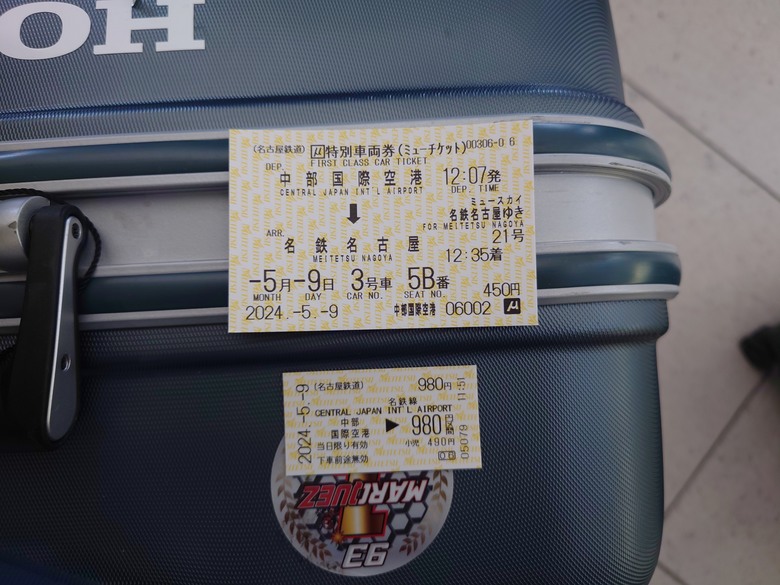 HO
(名古屋鉄道) μ特別車両券(ミューチケット) 00306-06
FIRST CLASS CAR TICKET
DEP.
中部国際空港 12:07発
CENTRAL JAPAN INT'L AIRPORT DEP. TIME
ミュースカイ
名鉄名古屋ゆき
FOR MEITETSU NAGOYA
ARR.
名鉄名古屋 21号
MEITETSU NAGOYA 12:35着
-5月-9日 3号車 5B番 450円
MONTH DAY CAR NO. SEAT NO.
2024.-5.-9 中部国際空港 06002 μ
2024.-5.-9
(名古屋鉄道) 980円
名鉄線
CENTRAL JAPAN INT'L AIRPORT
中部
国際空港 ▶ 980円区間
当日限り有効 小児 490円
下車前途無効
11:51
05079
MARQUEZ
93